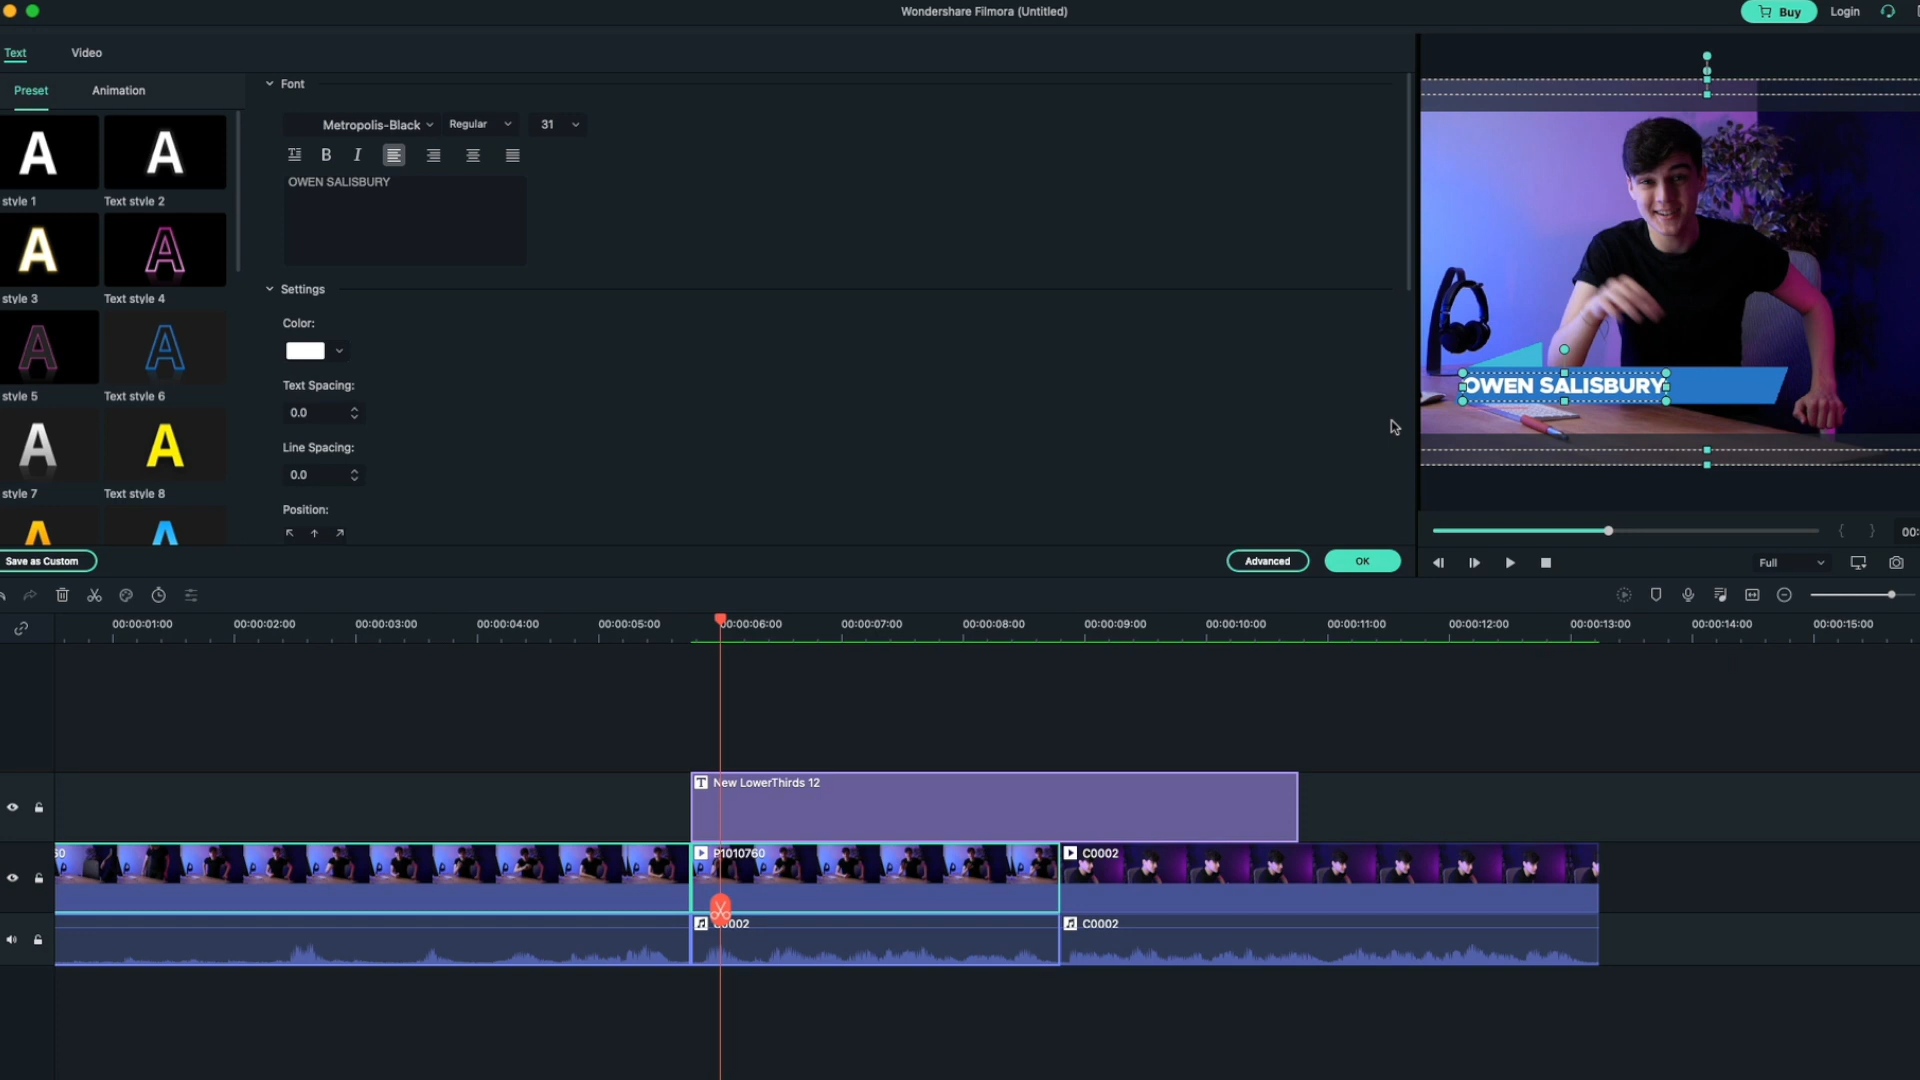 Wondershare Filmora (Untitled)
Buy
Login
Text
Video
Preset
Animation
Font
Metropolis-Black
Regular
31
B
I
OWEN SALISBURY
A
A
style 1
Text style 2
A
A
style 3
Text style 4
A
A
style 5
Text style 6
A
A
style 7
Text style 8
Settings
Color:
Text Spacing:
0.0
Line Spacing:
0.0
Position:
Save as Custom
Advanced
OK
OWEN SALISBURY
{ }
00:
Full
00:00:01:00
00:00:02:00
00:00:03:00
00:00:04:00
00:00:05:00
00:00:06:00
00:00:07:00
00:00:08:00
00:00:09:00
00:00:10:00
00:00:11:00
00:00:12:00
00:00:13:00
00:00:14:00
00:00:15:00
T New LowerThirds 12
60
P1010760
C0002
C0002
C0002